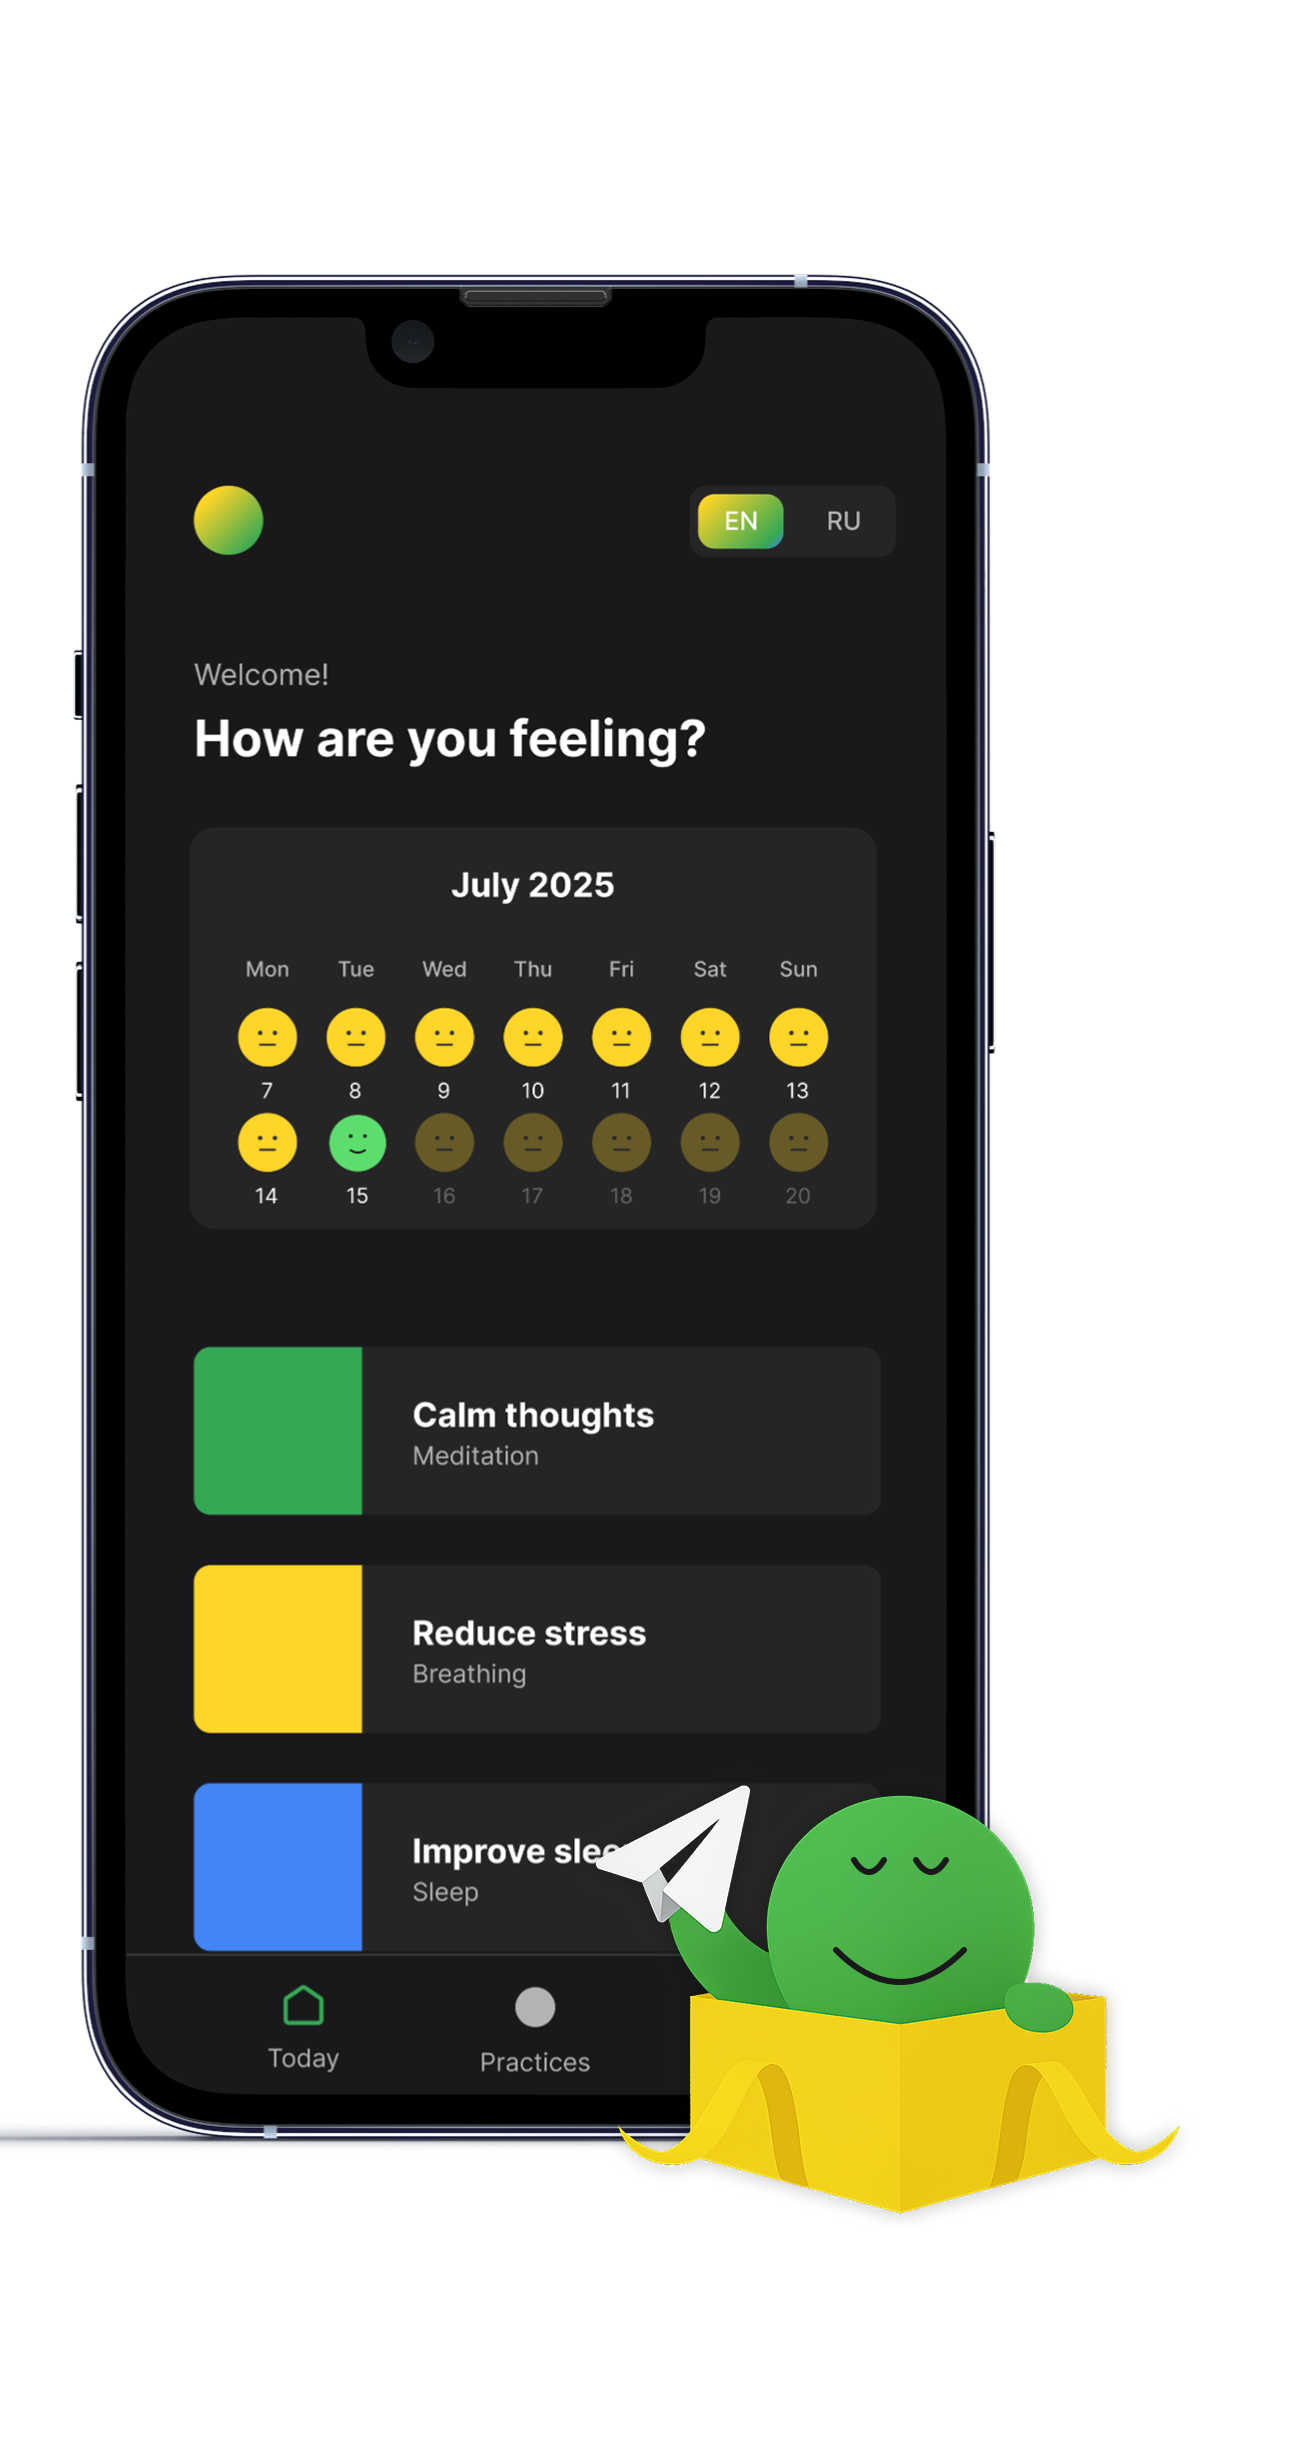 EN RU
Welcome!
How are you feeling?
July 2025
Mon Tue Wed Thu Fri Sat Sun
7 8 9 10 11 12 13
14 15 16 17 18 19 20
Calm thoughts
Meditation
Reduce stress
Breathing
Improve
Sleep
Today Practices